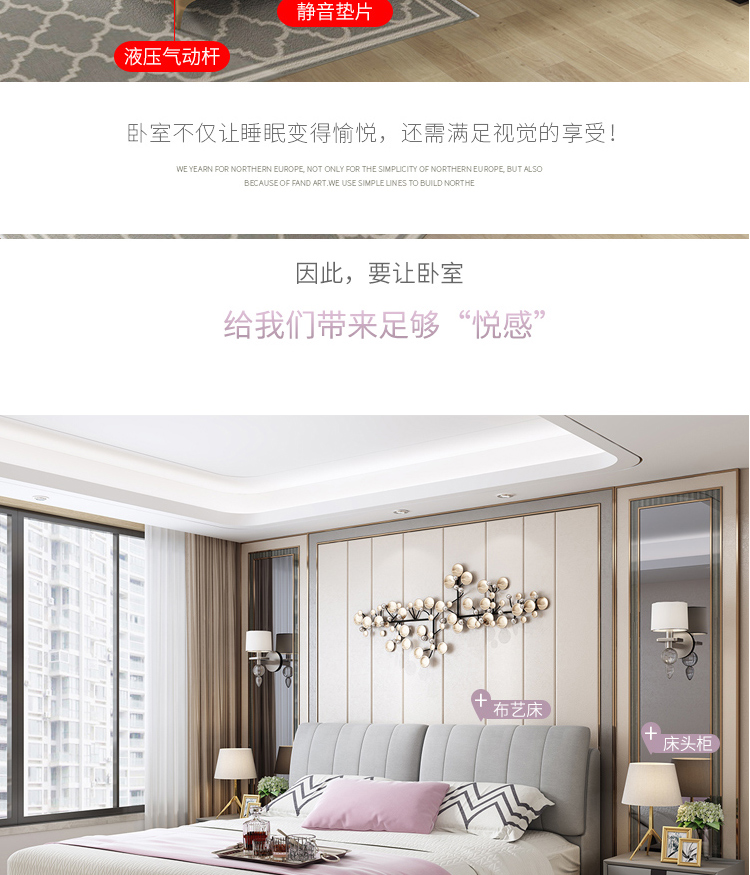 静音垫片
液压气动杆
卧室不仅让睡眠变得愉悦，还需满足视觉的享受！
WE YEARN FOR NORTHERN EUROPE, NOT ONLY FOR THE SIMPLICITY OF NORTHERN EUROPE, BUT ALSO
BECAUSE OF FAND ART.WE USE SIMPLE LINES TO BUILD NORTHE
因此，要让卧室
给我们带来足够“悦感”
布艺床
床头柜